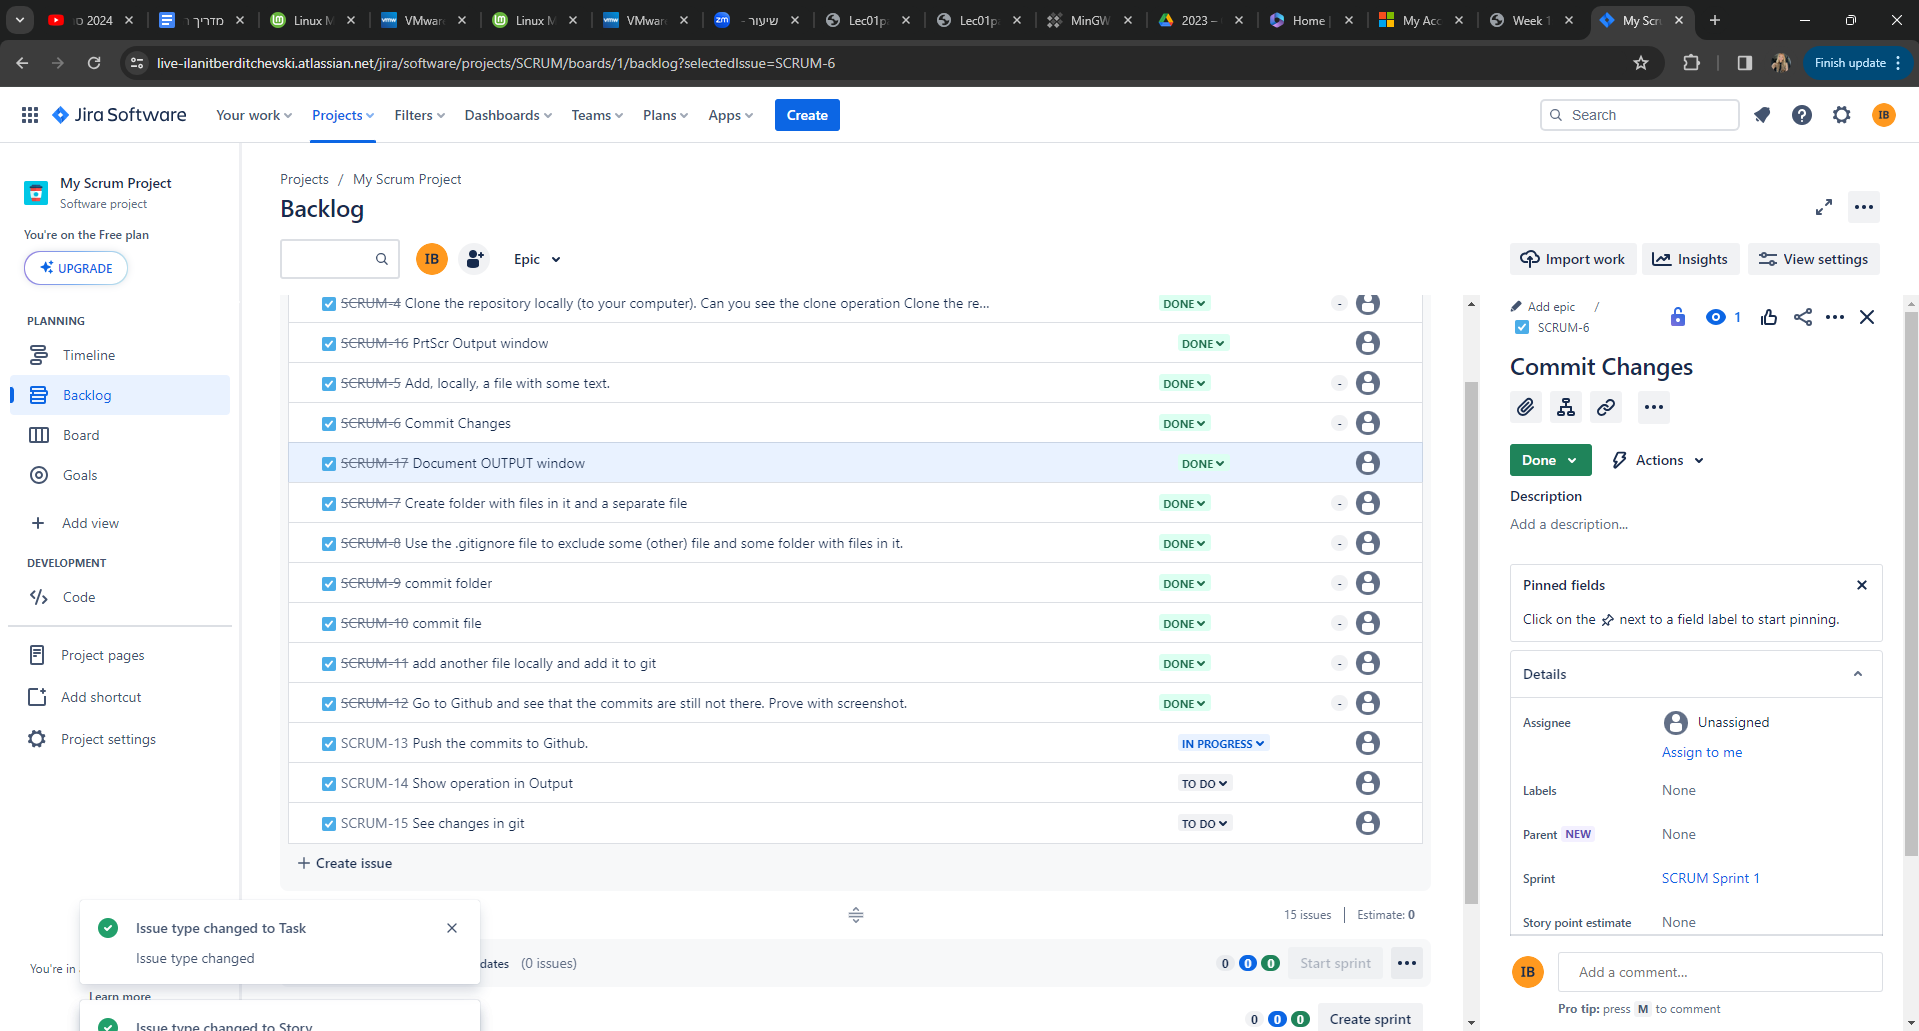 סר 2024
מדריך ר
Linux M
VMware
Linux M
VMware
שיעור -
Lec01pa
Lec01pa
MinGW
2023 –
Home |
My Acc
Week 1
My Scru
live-ilanitberditchevski.atlassian.net/jira/software/projects/SCRUM/boards/1/backlog?selectedIssue=SCRUM-6
Finish update
Jira Software
Your work
Projects
Filters
Dashboards
Teams
Plans
Apps
Create
Search
IB
My Scrum Project
Software project
You're on the Free plan
UPGRADE
PLANNING
Timeline
Backlog
Board
Goals
Add view
DEVELOPMENT
Code
Project pages
Add shortcut
Project settings
You're in a
Learn more
Projects / My Scrum Project
Backlog
IB
Epic
Import work
Insights
View settings
SCRUM-4 Clone the repository locally (to your computer). Can you see the clone operation Clone the re... DONE -
SCRUM-16 PrtScr Output window DONE
SCRUM-5 Add, locally, a file with some text. DONE -
SCRUM-6 Commit Changes DONE -
SCRUM-17 Document OUTPUT window DONE
SCRUM-7 Create folder with files in it and a separate file DONE -
SCRUM-8 Use the .gitignore file to exclude some (other) file and some folder with files in it. DONE -
SCRUM-9 commit folder DONE -
SCRUM-10 commit file DONE -
SCRUM-11 add another file locally and add it to git DONE -
SCRUM-12 Go to Github and see that the commits are still not there. Prove with screenshot. DONE -
SCRUM-13 Push the commits to Github. IN PROGRESS
SCRUM-14 Show operation in Output TO DO
SCRUM-15 See changes in git TO DO
+ Create issue
15 issues | Estimate: 0
dates (0 issues) 0 0 0 Start sprint
0 0 0 Create sprint
Issue type changed to Task
Issue type changed
Issue type changed to Story
Add epic /
SCRUM-6
1
Commit Changes
Done
Actions
Description
Add a description...
Pinned fields
Click on the next to a field label to start pinning.
Details
Assignee Unassigned
Assign to me
Labels None
Parent NEW None
Sprint SCRUM Sprint 1
Story point estimate None
IB
Add a comment...
Pro tip: press M to comment